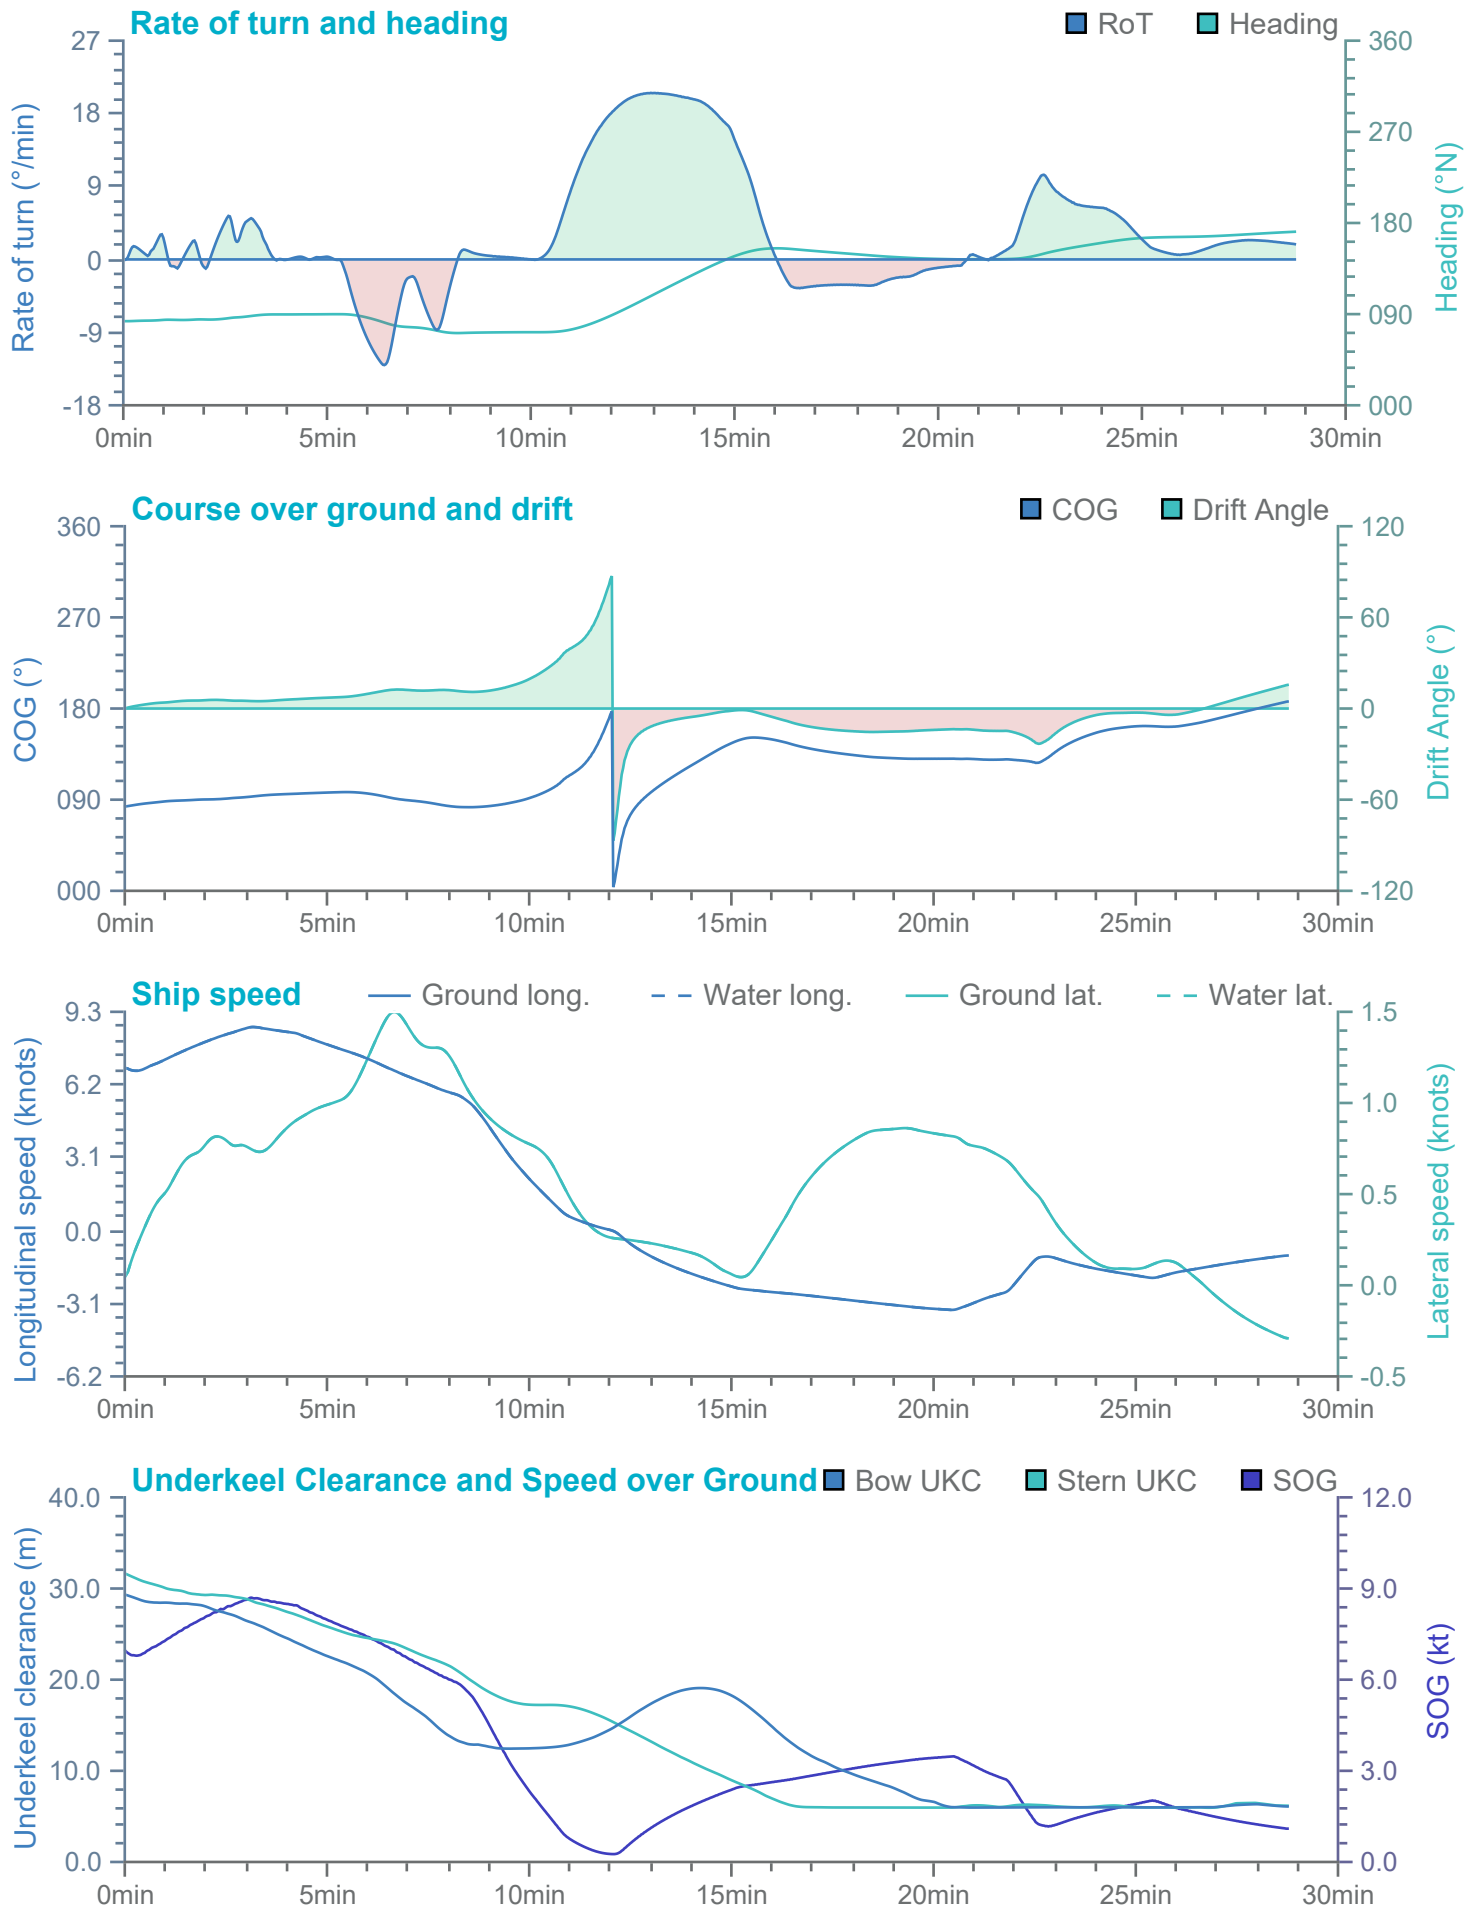 Rate of turn and heading
RoT
Heading
27
18
9
0
-9
-18
Rate of turn (°/min)
360
270
180
090
000
Heading (°N)
0min
5min
10min
15min
20min
25min
30min
Course over ground and drift
COG
Drift Angle
360
270
180
090
000
COG (°)
120
60
0
-60
-120
Drift Angle (°)
0min
5min
10min
15min
20min
25min
30min
Ship speed
Ground long.
Water long.
Ground lat.
Water lat.
9.3
6.2
3.1
0.0
-3.1
-6.2
Longitudinal speed (knots)
1.5
1.0
0.5
0.0
-0.5
Lateral speed (knots)
0min
5min
10min
15min
20min
25min
30min
Underkeel Clearance and Speed over Ground
Bow UKC
Stern UKC
SOG
40.0
30.0
20.0
10.0
0.0
Underkeel clearance (m)
12.0
9.0
6.0
3.0
0.0
SOG (kt)
0min
5min
10min
15min
20min
25min
30min